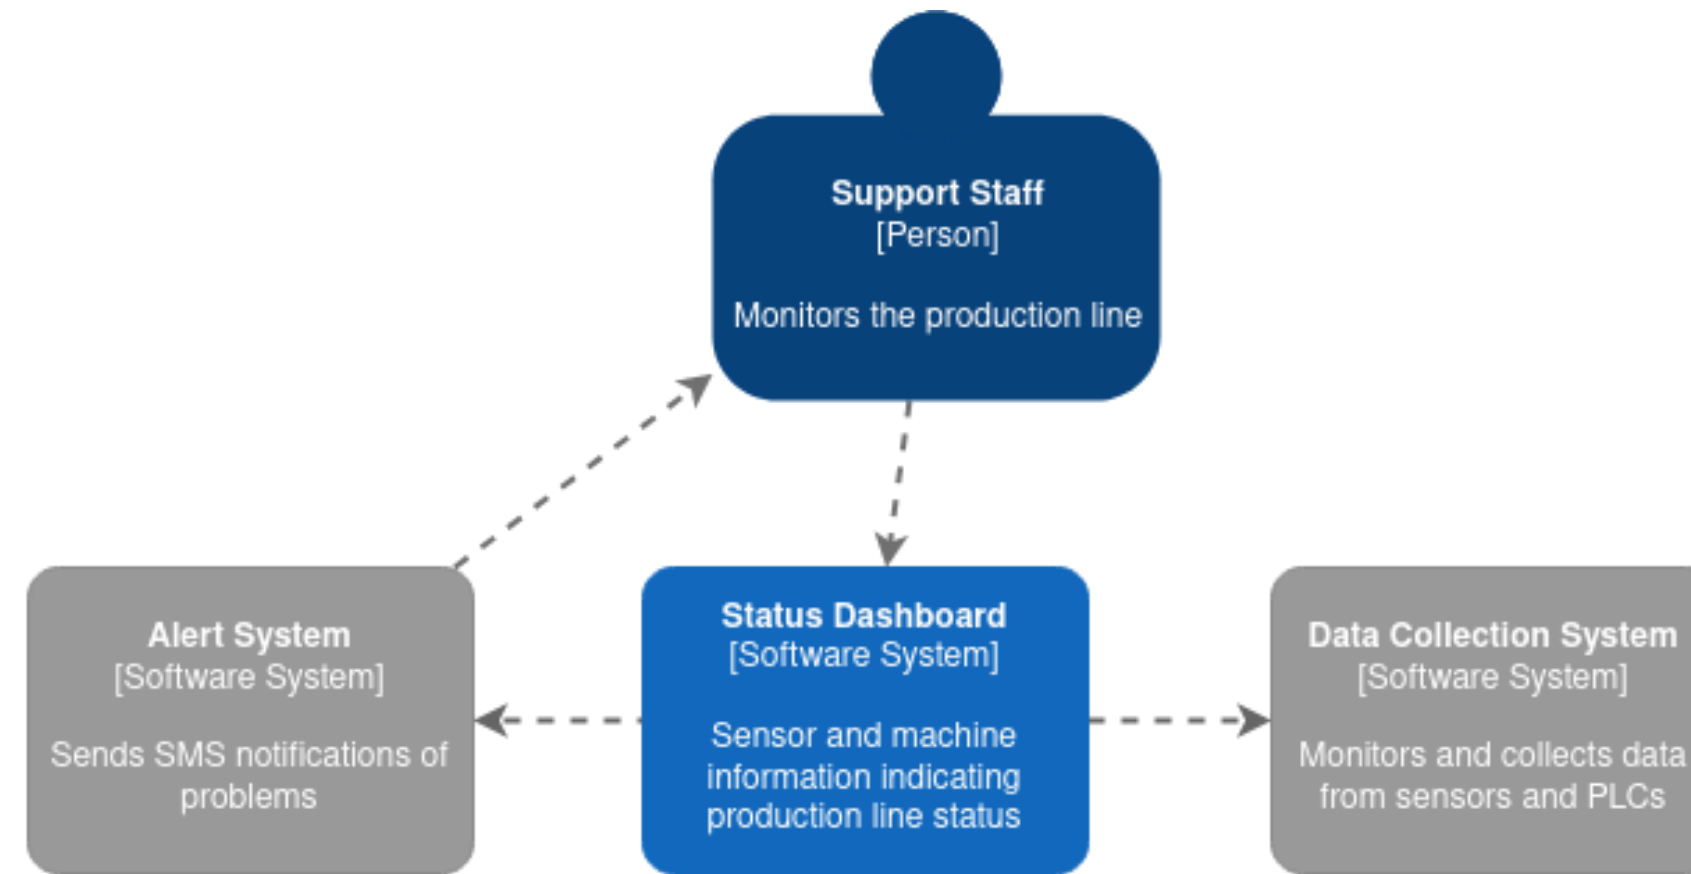 Support Staff
[Person]
Monitors the production line
Alert System
[Software System]
Sends SMS notifications of
problems
Status Dashboard
[Software System]
Sensor and machine
information indicating
production line status
Data Collection System
[Software System]
Monitors and collects data
from sensors and PLCs